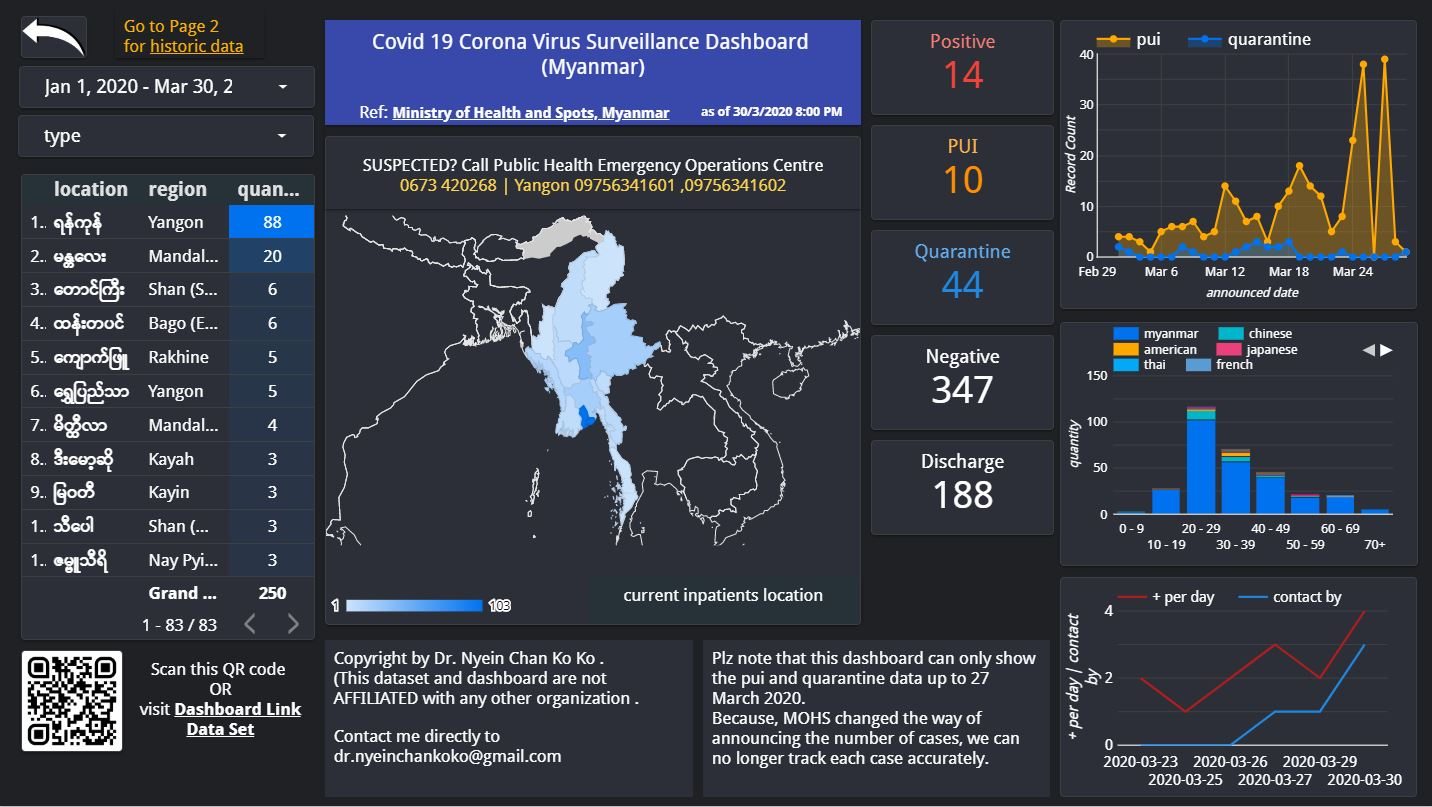 Go to Page 2
for historic data
Jan 1, 2020 - Mar 30, 2
type
location region quan...
1.. ရန်ကုန် Yangon 88
2.. မန္တလေး Mandal... 20
3.. တောင်ကြီး Shan (S... 6
4.. ထန်းတပင် Bago (E... 6
5.. ကျောက်ဖြူ Rakhine 5
6.. ရွှေပြည်သာ Yangon 5
7.. မိတ္ထီလာ Mandal... 4
8.. ဒီးမော့ဆို Kayah 3
9.. မြဝတီ Kayin 3
1.. သီပေါ Shan (... 3
1.. ဇမ္ဗူသီရိ Nay Pyi... 3
Grand ... 250
1 - 83 / 83
Scan this QR code
OR
visit Dashboard Link
Data Set
Covid 19 Corona Virus Surveillance Dashboard
(Myanmar)
Ref: Ministry of Health and Spots, Myanmar as of 30/3/2020 8:00 PM
SUSPECTED? Call Public Health Emergency Operations Centre
0673 420268 | Yangon 09756341601 ,09756341602
1 103
current inpatients location
Copyright by Dr. Nyein Chan Ko Ko .
(This dataset and dashboard are not
AFFILIATED with any other organization .
Contact me directly to
dr.nyeinchankoko@gmail.com
Plz note that this dashboard can only show
the pui and quarantine data up to 27
March 2020.
Because, MOHS changed the way of
announcing the number of cases, we can
no longer track each case accurately.
Positive
14
PUI
10
Quarantine
44
Negative
347
Discharge
188
pui quarantine
Record Count
40
30
20
10
0
Feb 29 Mar 6 Mar 12 Mar 18 Mar 24
announced date
myanmar chinese
american japanese
thai french
quantity
150
100
50
0
0 - 9 20 - 29 40 - 49 60 - 69
10 - 19 30 - 39 50 - 59 70+
+ per day contact by
+ per day | contact
by
4
2
0
2020-03-23 2020-03-26 2020-03-29
2020-03-25 2020-03-27 2020-03-30